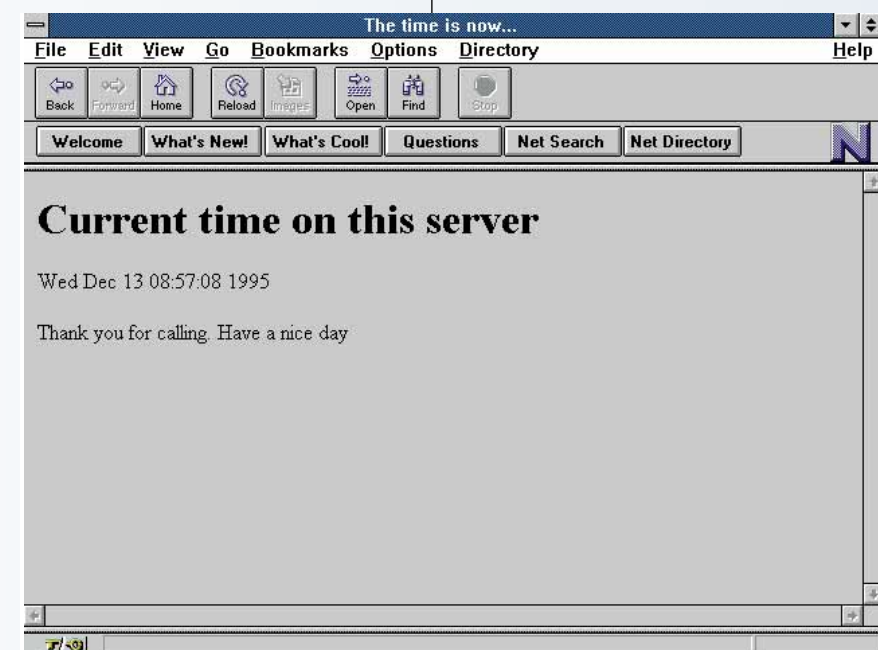 The time is now...
File Edit View Go Bookmarks Options Directory Help
Back Forward Home Reload Images Open Find Stop
Welcome What's New! What's Cool! Questions Net Search Net Directory N
Current time on this server
Wed Dec 13 08:57:08 1995
Thank you for calling. Have a nice day